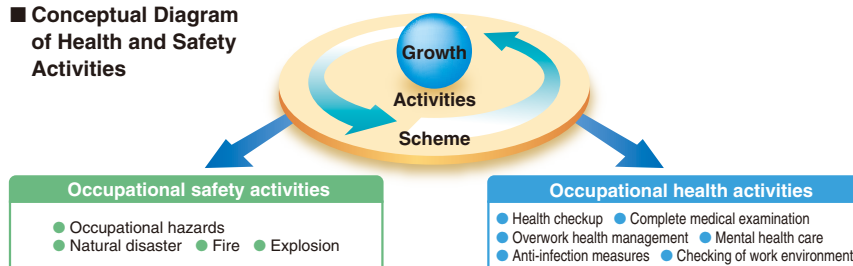 ■ Conceptual Diagram
of Health and Safety
Activities
Growth
Activities
Scheme
Occupational safety activities
● Occupational hazards
● Natural disaster ● Fire ● Explosion
Occupational health activities
● Health checkup ● Complete medical examination
● Overwork health management ● Mental health care
● Anti-infection measures ● Checking of work environment